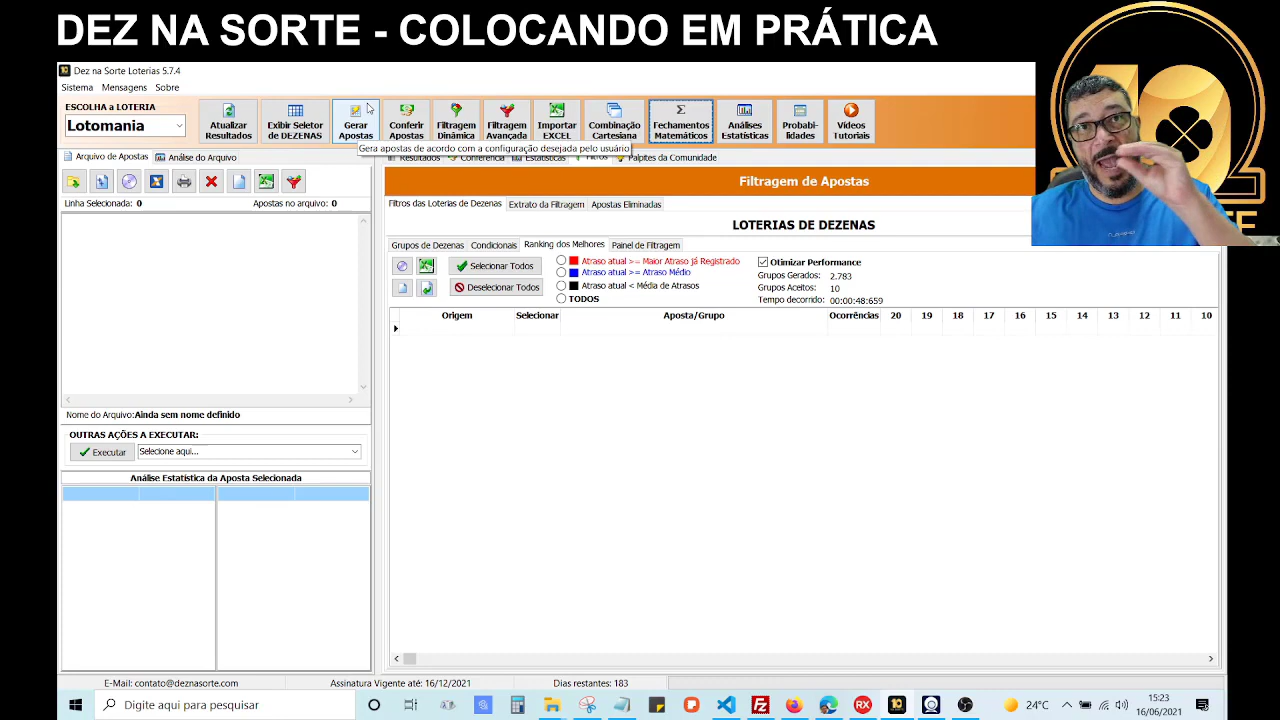 DEZ NA SORTE - COLOCANDO EM PRÁTICA
Dez na Sorte Loterias 5.7.4
Sistema Mensagens Sobre
ESCOLHA a LOTERIA
Lotomania
Atualizar Resultados
Exibir Seletor de DEZENAS
Gerar Apostas
Conferir Apostas
Filtragem Dinâmica
Filtragem Avançada
Importar EXCEL
Combinação Cartesiana
Fechamentos Matemáticos
Análises Estatísticas
Probabi-lidades
Vídeos Tutoriais
Gera apostas de acordo com a configuração desejada pelo usuário
Arquivo de Apostas Análise do Arquivo
Resultados Conferência Estatísticas Filtros Palpites da Comunidade
Linha Selecionada: 0 Apostas no arquivo: 0
Filtragem de Apostas
Filtros das Loterias de Dezenas Extrato da Filtragem Apostas Eliminadas
LOTERIAS DE DEZENAS
Grupos de Dezenas Condicionais Ranking dos Melhores Painel de Filtragem
Selecionar Todos
Deselecionar Todos
Atraso atual >= Maior Atraso já Registrado
Atraso atual >= Atraso Médio
Atraso atual < Média de Atrasos
TODOS
Otimizar Performance
Grupos Gerados: 2.783
Grupos Aceitos: 10
Tempo decorrido: 00:00:48:659
Origem Selecionar Aposta/Grupo Ocorrências 20 19 18 17 16 15 14 13 12 11 10
Nome do Arquivo:Ainda sem nome definido
OUTRAS AÇÕES A EXECUTAR:
Executar Selecione aqui...
Análise Estatística da Aposta Selecionada
E-Mail: contato@deznasorte.com Assinatura Vigente até: 16/12/2021 Dias restantes: 183
Digite aqui para pesquisar
24°C
15:23
16/06/2021